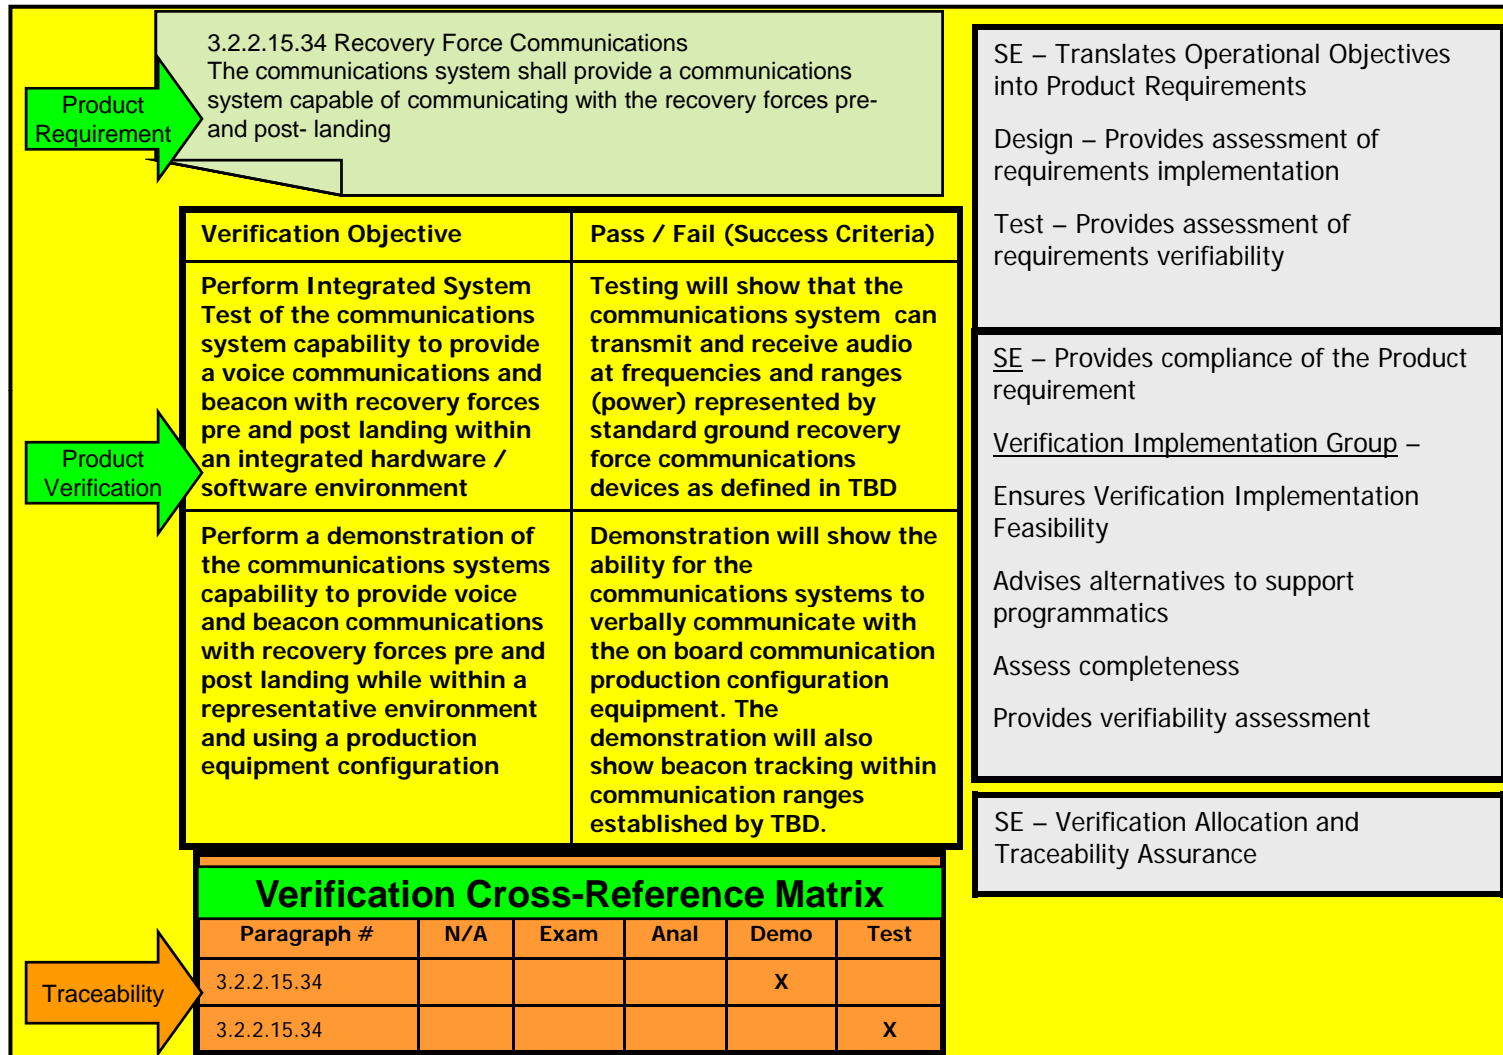 Product
Requirement
3.2.2.15.34 Recovery Force Communications
The communications system shall provide a communications
system capable of communicating with the recovery forces pre-
and post- landing
SE – Translates Operational Objectives
into Product Requirements
Design – Provides assessment of
requirements implementation
Test – Provides assessment of
requirements verifiability
Product
Verification
Verification Objective
Pass / Fail (Success Criteria)
Perform Integrated System
Test of the communications
system capability to provide
a voice communications and
beacon with recovery forces
pre and post landing within
an integrated hardware /
software environment
Testing will show that the
communications system can
transmit and receive audio
at frequencies and ranges
(power) represented by
standard ground recovery
force communications
devices as defined in TBD
Perform a demonstration of
the communications systems
capability to provide voice
and beacon communications
with recovery forces pre and
post landing while within a
representative environment
and using a production
equipment configuration
Demonstration will show the
ability for the
communications systems to
verbally communicate with
the on board communication
production configuration
equipment. The
demonstration will also
show beacon tracking within
communication ranges
established by TBD.
SE – Provides compliance of the Product
requirement
Verification Implementation Group –
Ensures Verification Implementation
Feasibility
Advises alternatives to support
programmatics
Assess completeness
Provides verifiability assessment
SE – Verification Allocation and
Traceability Assurance
Traceability
Verification Cross-Reference Matrix
Paragraph # N/A Exam Anal Demo Test
3.2.2.15.34 X
3.2.2.15.34 X